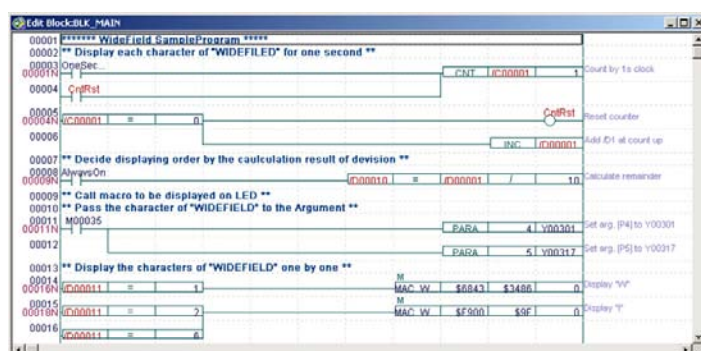 Edit Block:BLK_MAIN
00001 ******* WideField SampleProgram *****
00002 ** Display each character of "WIDEFILED" for one second **
00003 OneSec...
00001N CNT /C00001 1 Count by 1s clock
00004 CntRst
00005 CntRst
00004N /C00001 = 0 Reset counter
00006 INC /D00001 Add /D1 at count up
00007 ** Decide displaying order by the caulculation result of devision **
00008 AlwaysOn
00009N /D00010 = /D00001 / 10 Calculate remainder
00009 ** Call macro to be displayed on LED **
00010 ** Pass the character of "WIDEFIELD" to the Argument **
00011 M00035
00011N PARA 4 Y00301 Set arg. [P4] to Y00301
00012 PARA 5 Y00317 Set arg. [P5] to Y00317
00013 ** Display the characters of "WIDEFIELD" one by one **
00014 M
00016N /D00011 = 1 MAC W $6843 $3486 0 Display "W"
00015 M
00018N /D00011 = 2 MAC W $F900 $9F 0 Display "I"
00016 /D00011 = 6